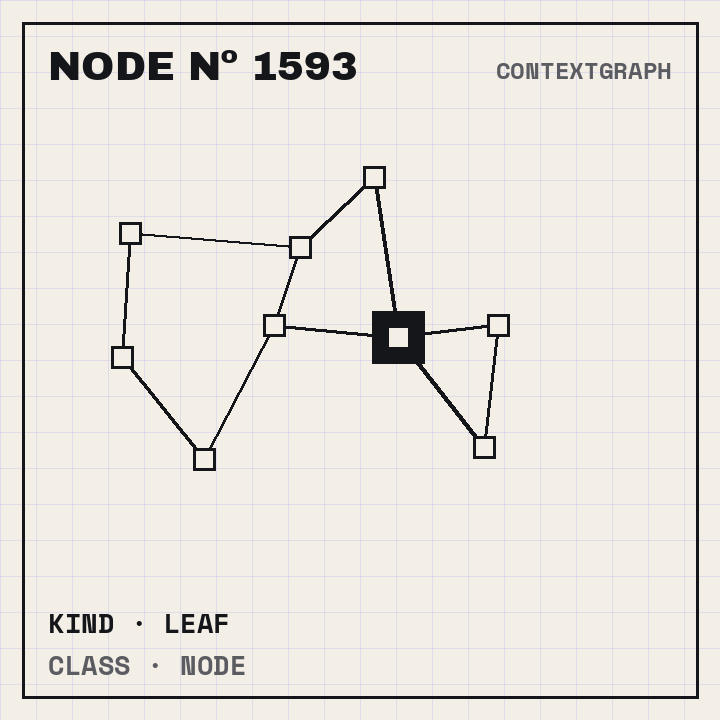 NODE Nº 1593
CONTEXTGRAPH
KIND · LEAF
CLASS · NODE